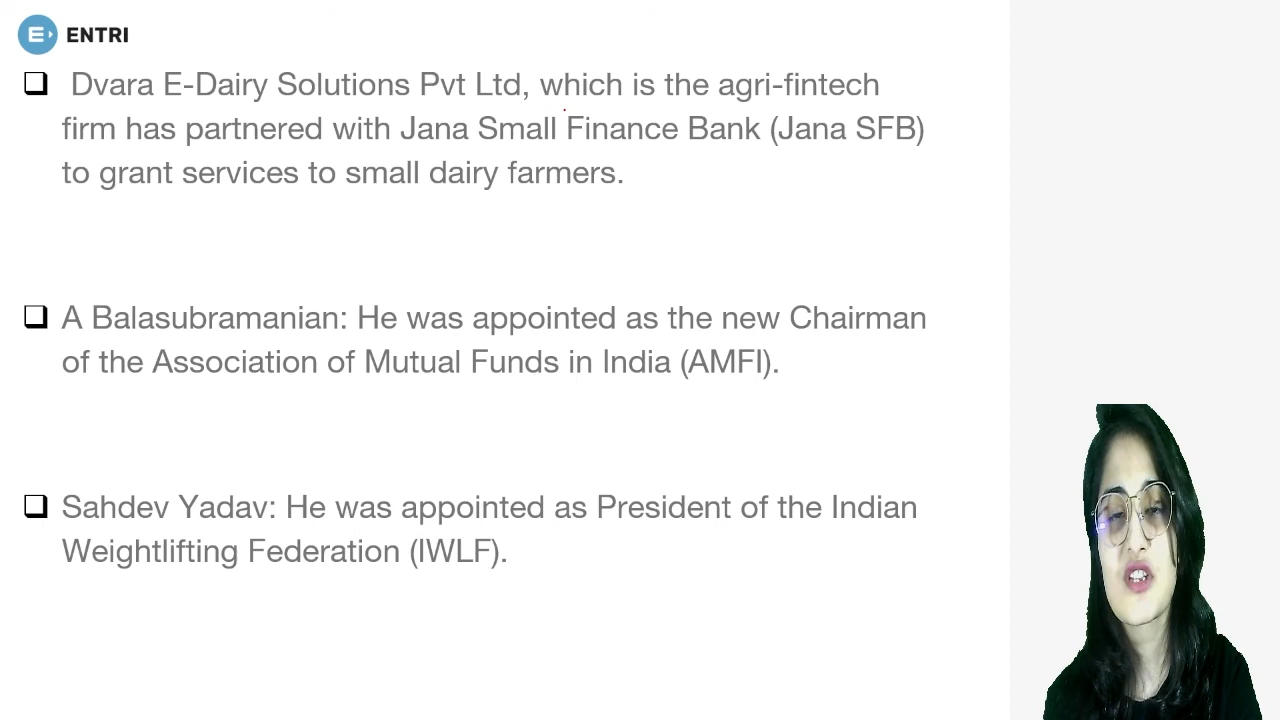 E ENTRI
Dvara E-Dairy Solutions Pvt Ltd, which is the agri-fintech
firm has partnered with Jana Small Finance Bank (Jana SFB)
to grant services to small dairy farmers.
A Balasubramanian: He was appointed as the new Chairman
of the Association of Mutual Funds in India (AMFI).
Sahdev Yadav: He was appointed as President of the Indian
Weightlifting Federation (IWLF).